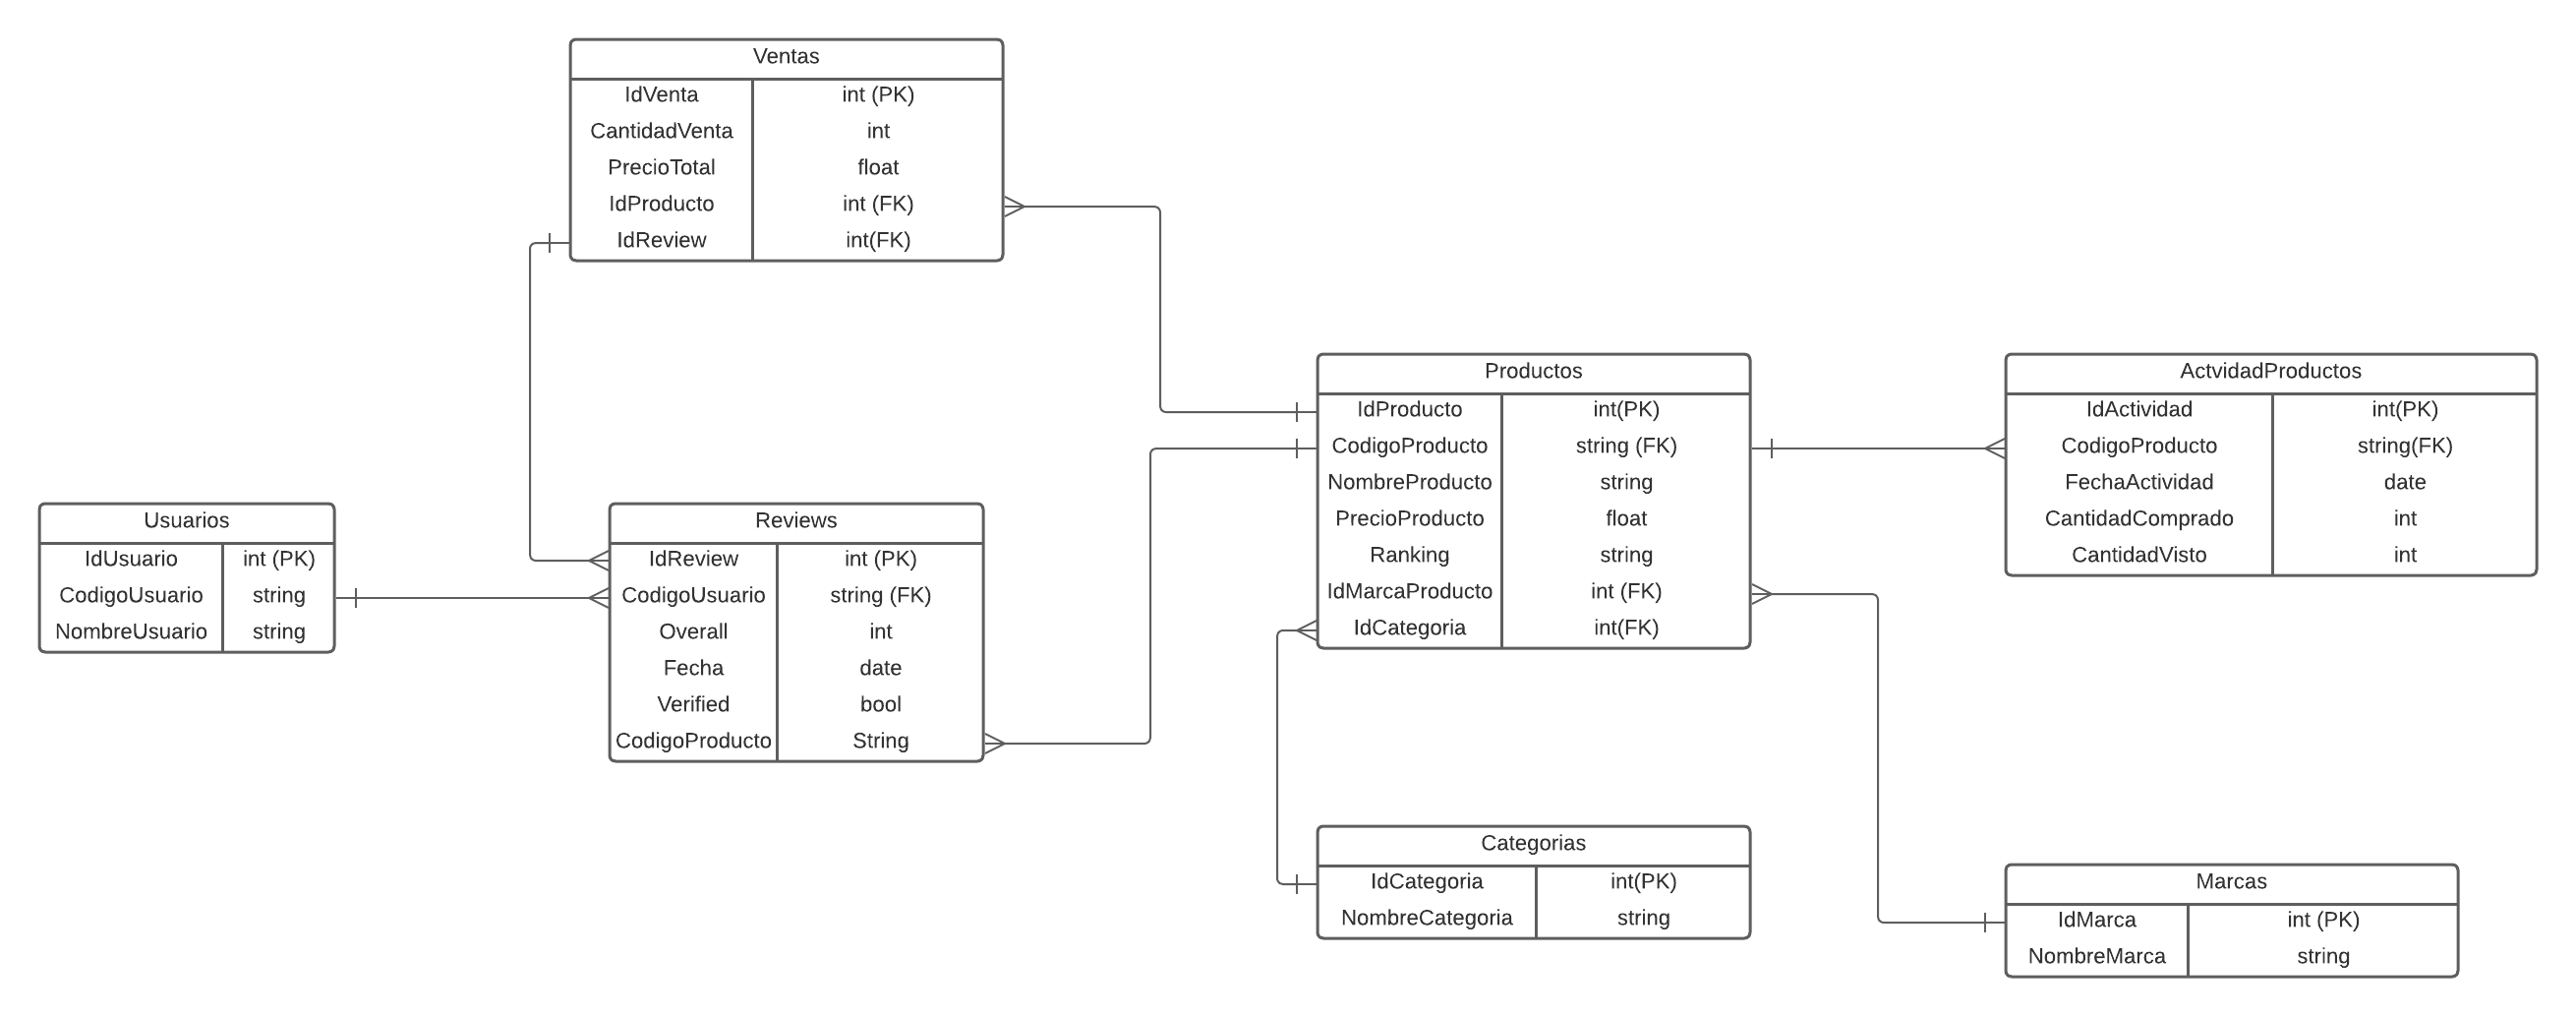 Ventas
IdVenta int (PK)
CantidadVenta int
PrecioTotal float
IdProducto int (FK)
IdReview int(FK)
Usuarios
IdUsuario int (PK)
CodigoUsuario string
NombreUsuario string
Reviews
IdReview int (PK)
CodigoUsuario string (FK)
Overall int
Fecha date
Verified bool
CodigoProducto String
Productos
IdProducto int(PK)
CodigoProducto string (FK)
NombreProducto string
PrecioProducto float
Ranking string
IdMarcaProducto int (FK)
IdCategoria int(FK)
ActvidadProductos
IdActividad int(PK)
CodigoProducto string(FK)
FechaActividad date
CantidadComprado int
CantidadVisto int
Categorias
IdCategoria int(PK)
NombreCategoria string
Marcas
IdMarca int (PK)
NombreMarca string